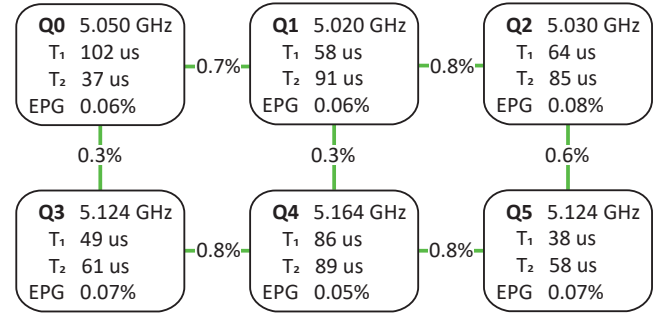 Q0 5.050 GHz
T₁ 102 us
T₂ 37 us
EPG 0.06%
0.7%
Q1 5.020 GHz
T₁ 58 us
T₂ 91 us
EPG 0.06%
0.8%
Q2 5.030 GHz
T₁ 64 us
T₂ 85 us
EPG 0.08%
0.3%
0.3%
0.6%
Q3 5.124 GHz
T₁ 49 us
T₂ 61 us
EPG 0.07%
0.8%
Q4 5.164 GHz
T₁ 86 us
T₂ 89 us
EPG 0.05%
0.8%
Q5 5.124 GHz
T₁ 38 us
T₂ 58 us
EPG 0.07%